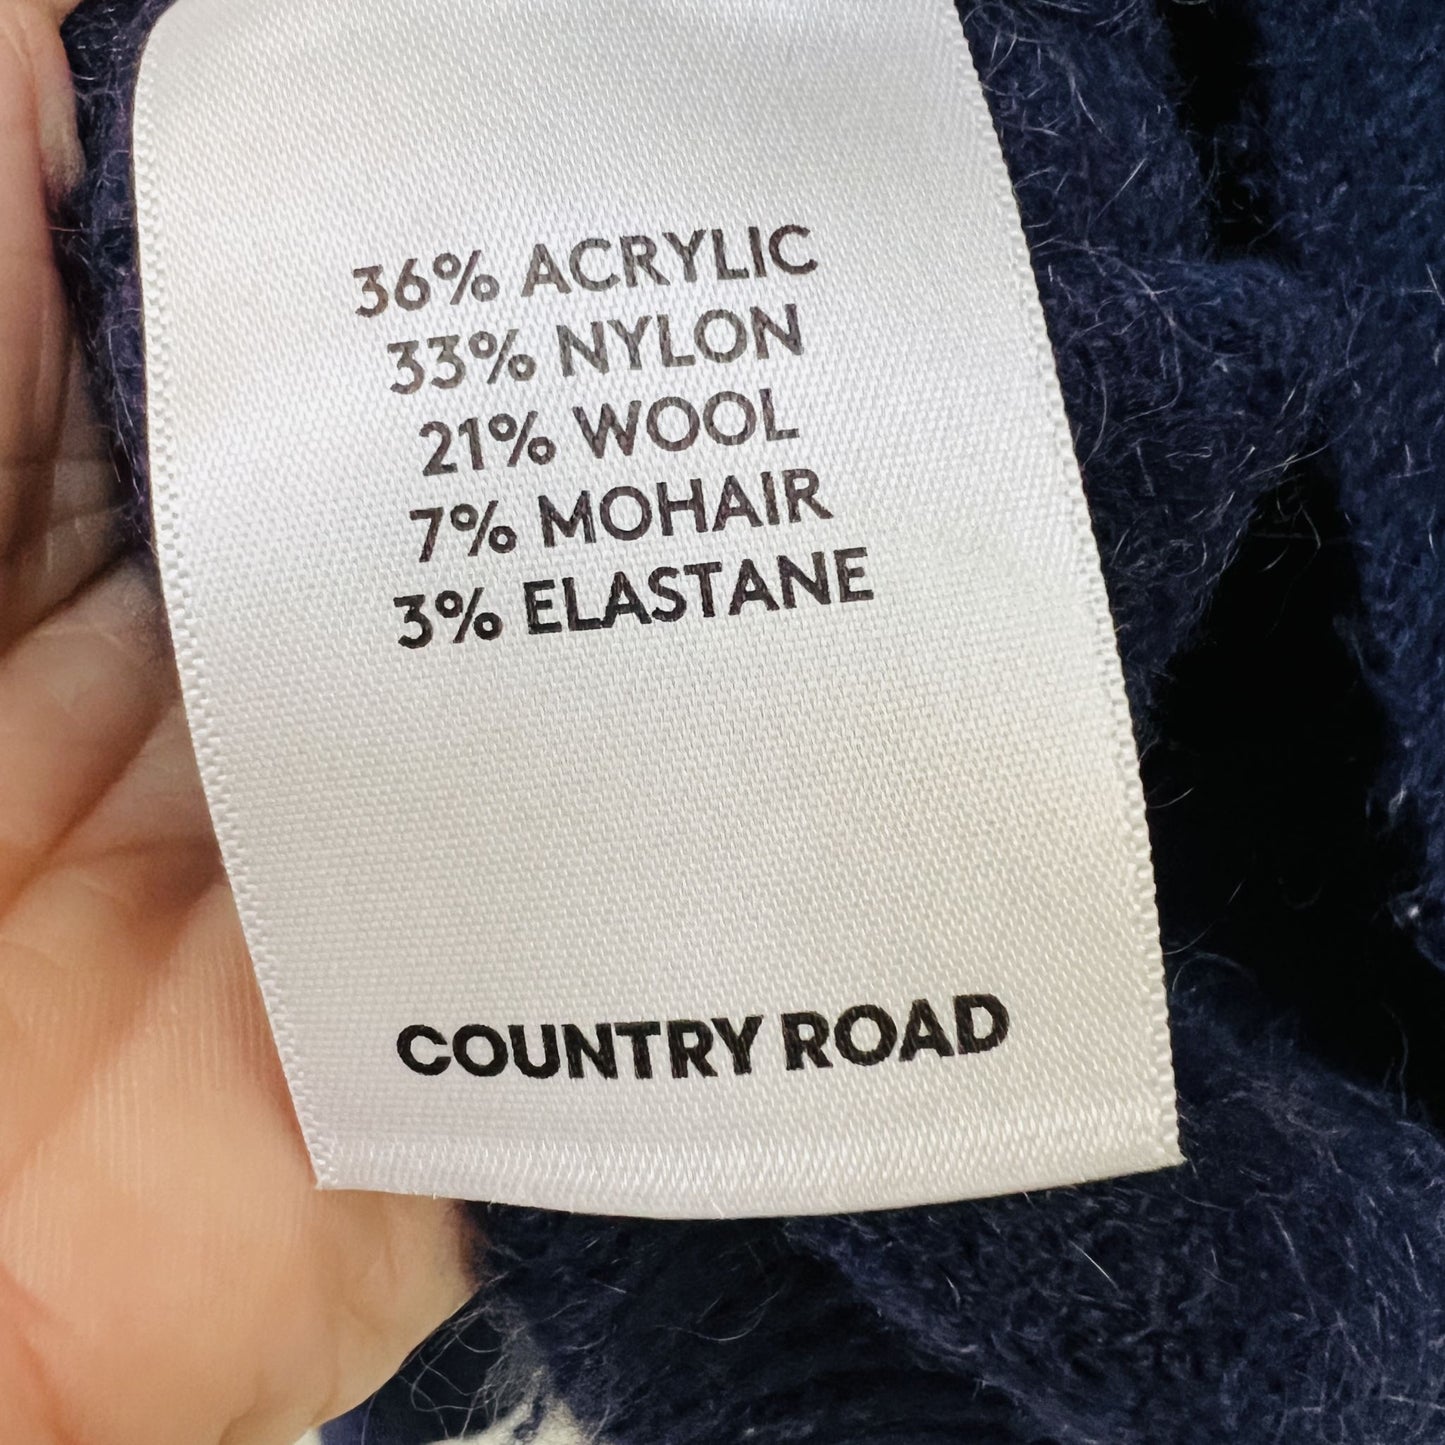 36% ACRYLIC
33% NYLON
21% WOOL
7% MOHAIR
3% ELASTANE
COUNTRY ROAD